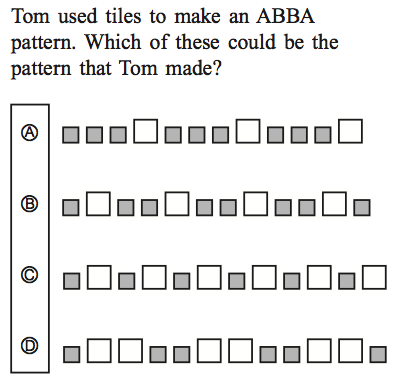 Tom used tiles to make an ABBA
pattern. Which of these could be the
pattern that Tom made?
A
B
C
D